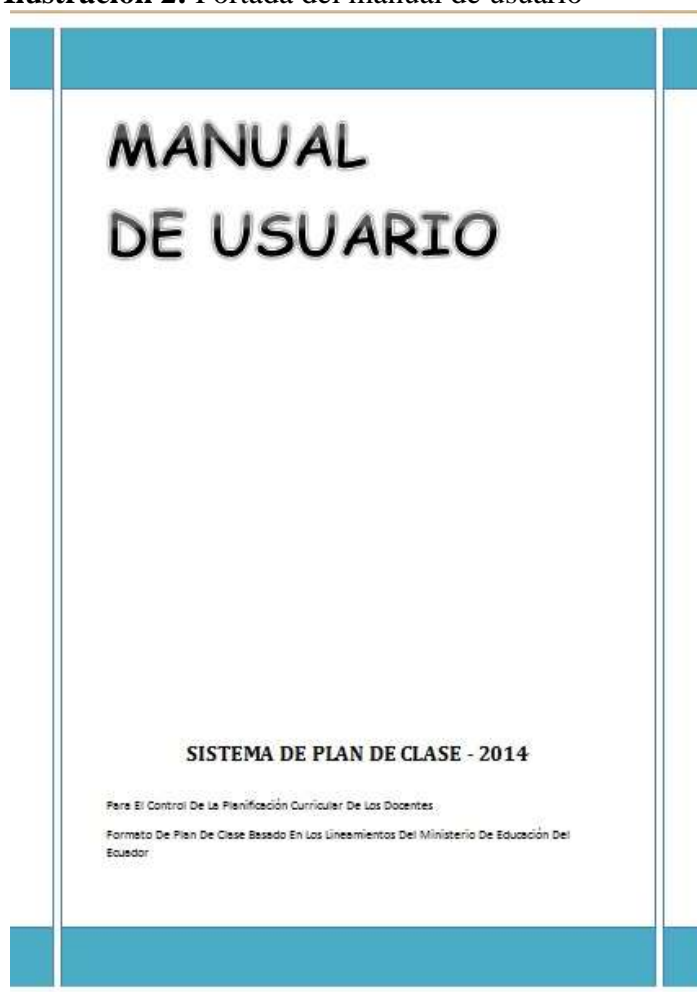 Ilustración 2: Portada del manual de usuario
MANUAL
DE USUARIO
SISTEMA DE PLAN DE CLASE - 2014
Para El Control De La Planificación Curricular De Los Docentes
Formato De Plan De Clase Basado En Los Lineamientos Del Ministerio De Educación Del
Ecuador